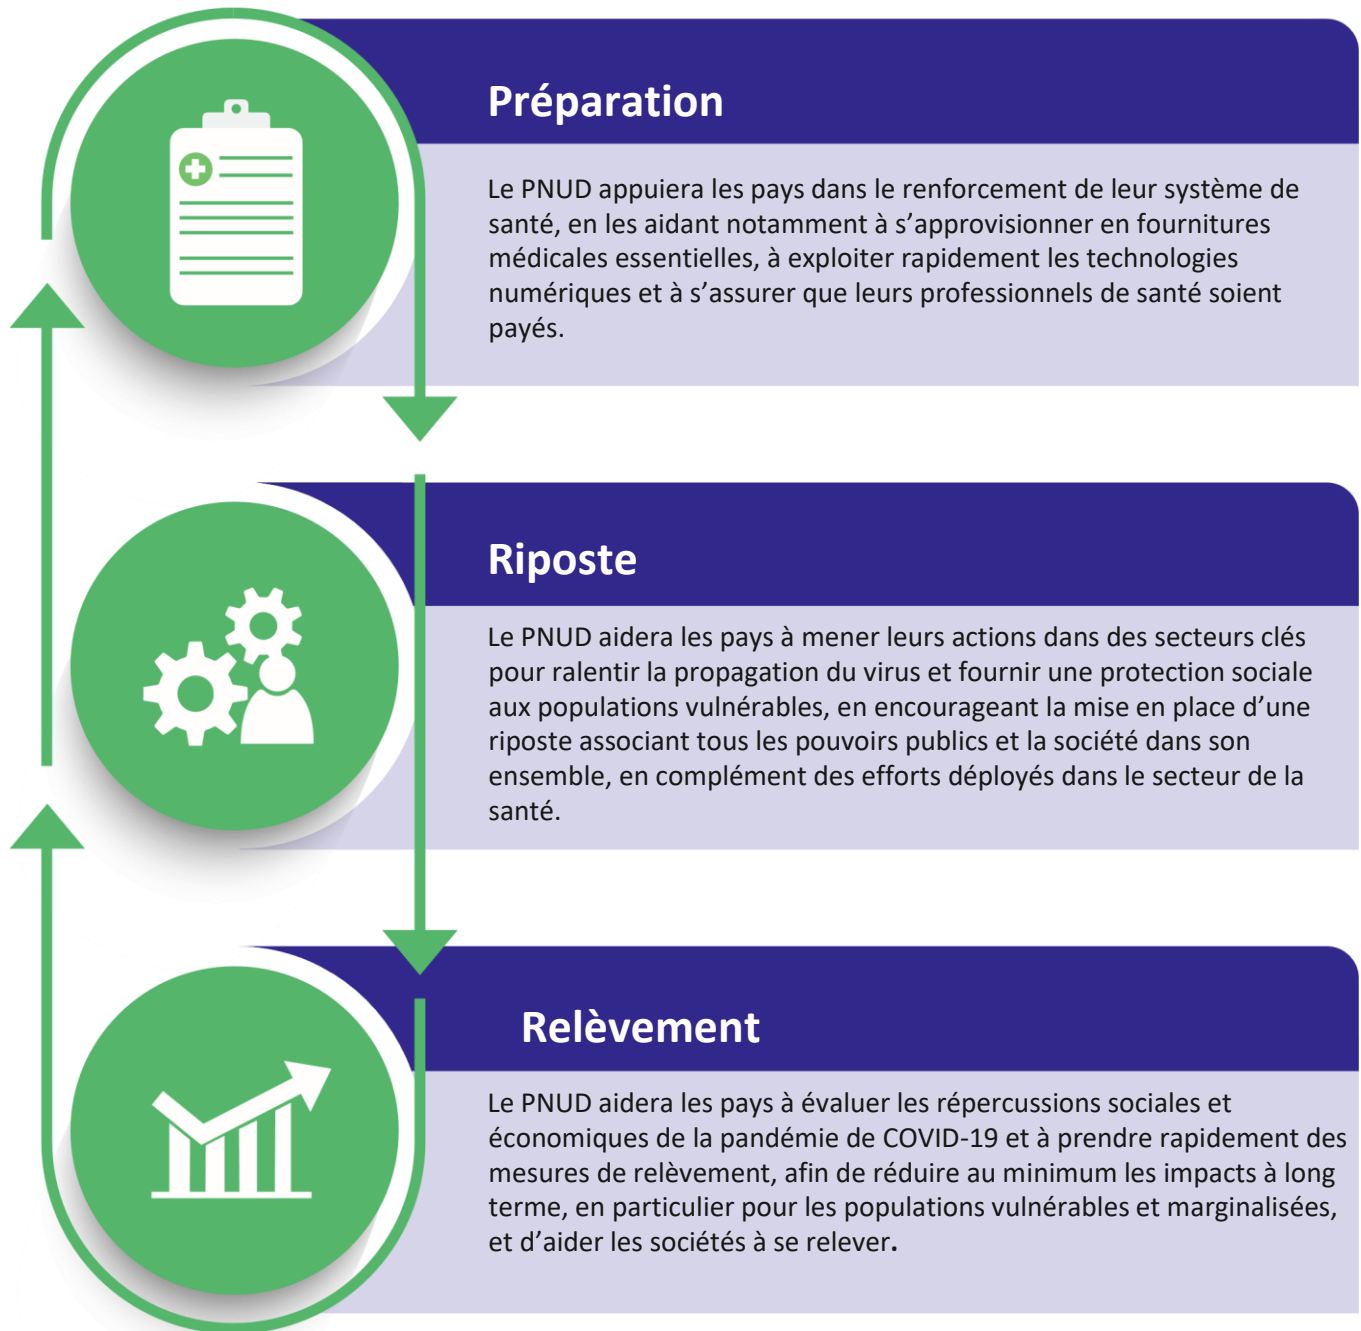 Préparation
Le PNUD appuiera les pays dans le renforcement de leur système de
santé, en les aidant notamment à s’approvisionner en fournitures
médicales essentielles, à exploiter rapidement les technologies
numériques et à s’assurer que leurs professionnels de santé soient
payés.
Riposte
Le PNUD aidera les pays à mener leurs actions dans des secteurs clés
pour ralentir la propagation du virus et fournir une protection sociale
aux populations vulnérables, en encourageant la mise en place d’une
riposte associant tous les pouvoirs publics et la société dans son
ensemble, en complément des efforts déployés dans le secteur de la
santé.
Relèvement
Le PNUD aidera les pays à évaluer les répercussions sociales et
économiques de la pandémie de COVID-19 et à prendre rapidement des
mesures de relèvement, afin de réduire au minimum les impacts à long
terme, en particulier pour les populations vulnérables et marginalisées,
et d’aider les sociétés à se relever.